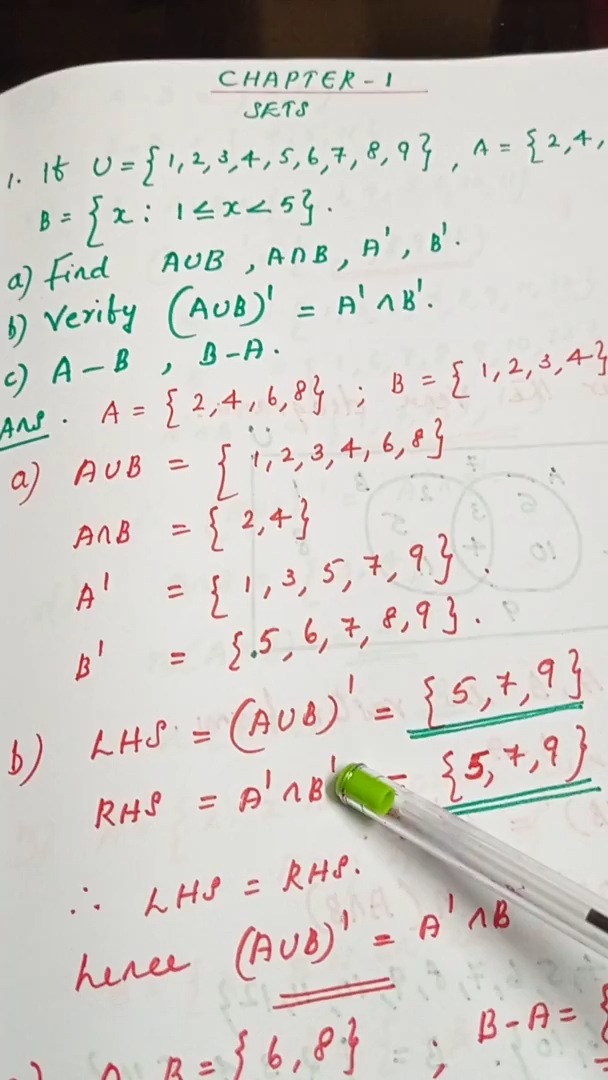 CHAPTER-1
SETS
1. If U = {1,2,3,4,5,6,7,8,9}, A = {2,4,
B = {x: 1≤x<5}.
a) Find A∪B, A∩B, A', B'.
b) Verify (A∪B)' = A'∩B'.
c) A-B, B-A.
Ans. A = {2,4,6,8}; B = {1,2,3,4}
a) A∪B = {1,2,3,4,6,8}
A∩B = {2,4}
A' = {1,3,5,7,9}.
B' = {5,6,7,8,9}.
b) LHS = (A∪B)' = {5,7,9}
RHS = A'∩B' = {5,7,9}
∴ LHS = RHS.
hence (A∪B)' = A'∩B
B = {6,8}; B-A = {